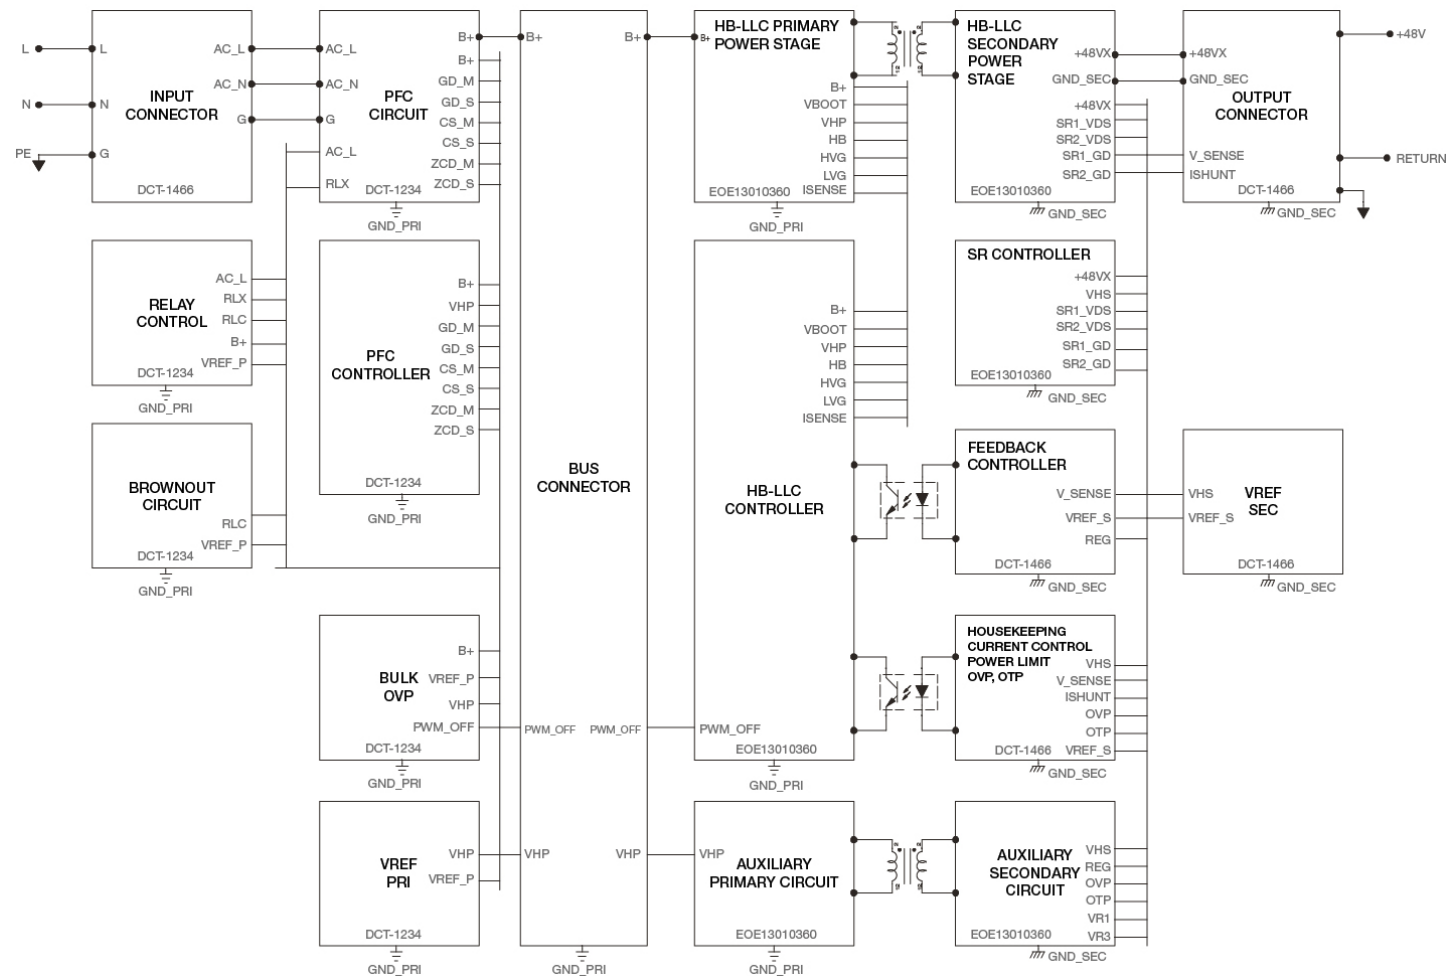 L
N
PE
L
N
G
INPUT
CONNECTOR
AC_L
AC_N
G
DCT-1466
AC_L
AC_N
G
AC_L
RLX
PFC
CIRCUIT
B+
B+
GD_M
GD_S
CS_M
CS_S
ZCD_M
ZCD_S
DCT-1234
GND_PRI
RELAY
CONTROL
AC_L
RLX
RLC
B+
VREF_P
DCT-1234
GND_PRI
BROWNOUT
CIRCUIT
RLC
VREF_P
DCT-1234
GND_PRI
PFC
CONTROLLER
B+
VHP
GD_M
GD_S
CS_M
CS_S
ZCD_M
ZCD_S
DCT-1234
GND_PRI
BULK
OVP
B+
VREF_P
VHP
PWM_OFF
DCT-1234
GND_PRI
VREF
PRI
VHP
VREF_P
DCT-1234
GND_PRI
B+
B+
BUS
CONNECTOR
PWM_OFF
PWM_OFF
VHP
VHP
GND_PRI
HB-LLC PRIMARY
POWER STAGE
B+
B+
VBOOT
VHP
HB
HVG
LVG
ISENSE
EOE13010360
GND_PRI
B+
VBOOT
VHP
HB
HVG
LVG
ISENSE
HB-LLC
CONTROLLER
PWM_OFF
EOE13010360
GND_PRI
VHP
AUXILIARY
PRIMARY CIRCUIT
EOE13010360
GND_PRI
HB-LLC
SECONDARY
POWER
STAGE
+48VX
GND_SEC
+48VX
SR1_VDS
SR2_VDS
SR1_GD
SR2_GD
EOE13010360
GND_SEC
SR CONTROLLER
+48VX
VHS
SR1_VDS
SR2_VDS
SR1_GD
SR2_GD
EOE13010360
GND_SEC
FEEDBACK
CONTROLLER
V_SENSE
VREF_S
REG
DCT-1466
GND_SEC
HOUSEKEEPING
CURRENT CONTROL
POWER LIMIT
OVP, OTP
VHS
V_SENSE
ISHUNT
OVP
OTP
DCT-1466 VREF_S
GND_SEC
AUXILIARY
SECONDARY
CIRCUIT
VHS
REG
OVP
OTP
VR1
VR3
EOE13010360
GND_SEC
+48VX
GND_SEC
OUTPUT
CONNECTOR
V_SENSE
ISHUNT
DCT-1466
GND_SEC
+48V
RETURN
VHS
VREF_S
VREF
SEC
DCT-1466
GND_SEC